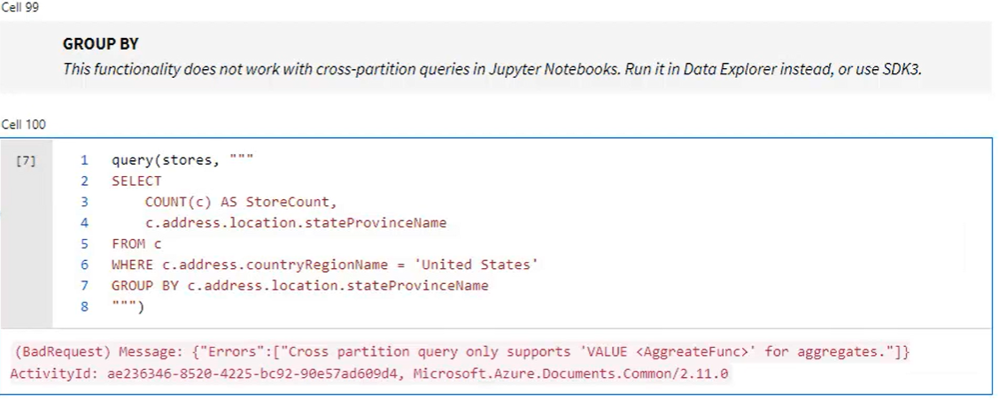 Cell 99
GROUP BY
This functionality does not work with cross-partition queries in Jupyter Notebooks. Run it in Data Explorer instead, or use SDK3.
Cell 100
[7]
1 query(stores, """
2 SELECT
3 COUNT(c) AS StoreCount,
4 c.address.location.stateProvinceName
5 FROM c
6 WHERE c.address.countryRegionName = 'United States'
7 GROUP BY c.address.location.stateProvinceName
8 """)
(BadRequest) Message: {"Errors":["Cross partition query only supports 'VALUE <AggreateFunc>' for aggregates."]}
ActivityId: ae236346-8520-4225-bc92-90e57ad609d4, Microsoft.Azure.Documents.Common/2.11.0